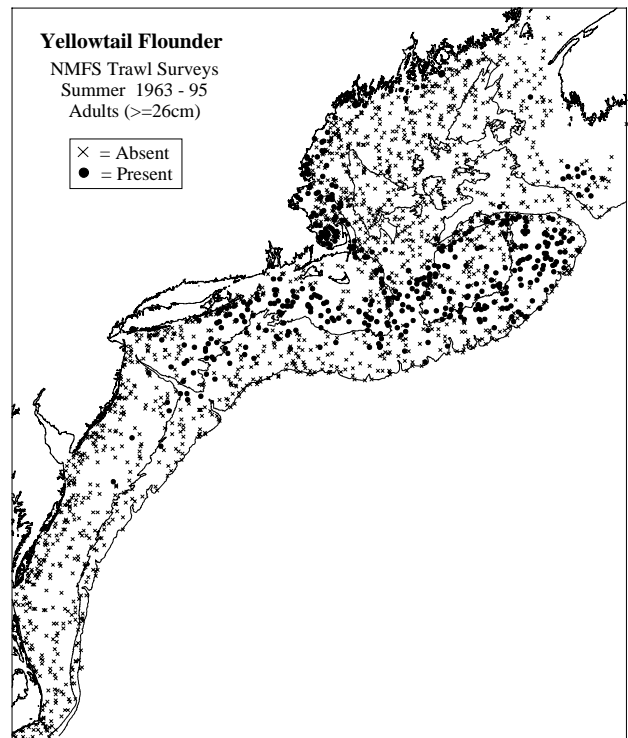 Yellowtail Flounder
NMFS Trawl Surveys
Summer 1963 - 95
Adults (>=26cm)
× = Absent
● = Present